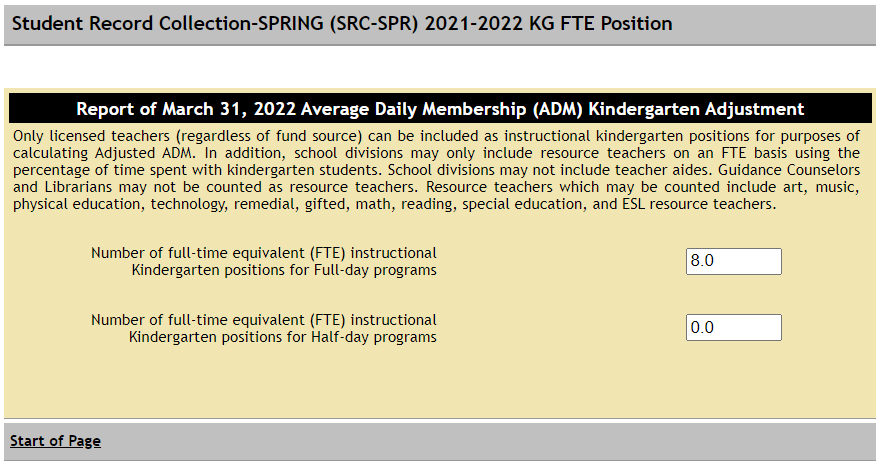 Student Record Collection-SPRING (SRC-SPR) 2021-2022 KG FTE Position
Report of March 31, 2022 Average Daily Membership (ADM) Kindergarten Adjustment
Only licensed teachers (regardless of fund source) can be included as instructional kindergarten positions for purposes of
calculating Adjusted ADM. In addition, school divisions may only include resource teachers on an FTE basis using the
percentage of time spent with kindergarten students. School divisions may not include teacher aides. Guidance Counselors
and Librarians may not be counted as resource teachers. Resource teachers which may be counted include art, music,
physical education, technology, remedial, gifted, math, reading, special education, and ESL resource teachers.
Number of full-time equivalent (FTE) instructional
Kindergarten positions for Full-day programs
8.0
Number of full-time equivalent (FTE) instructional
Kindergarten positions for Half-day programs
0.0
Start of Page